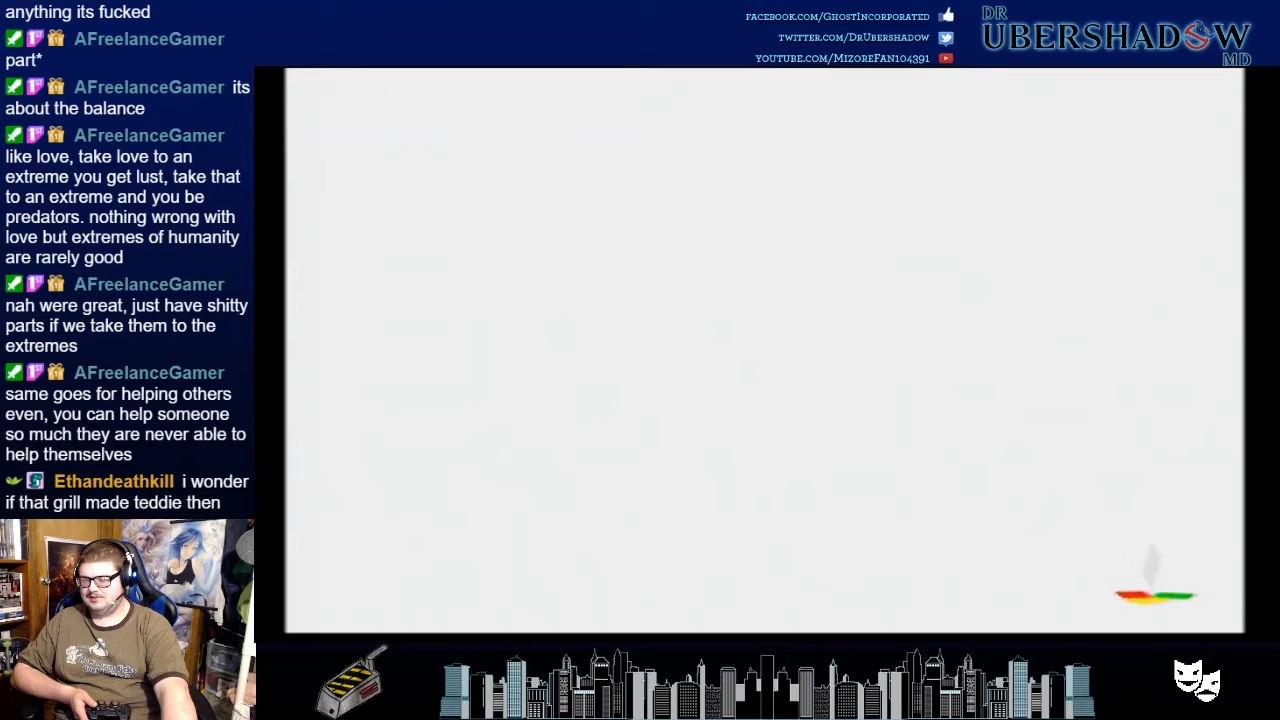 anything its fucked
AFreelanceGamer
part*
AFreelanceGamer its
about the balance
AFreelanceGamer
like love, take love to an
extreme you get lust, take that
to an extreme and you be
predators. nothing wrong with
love but extremes of humanity
are rarely good
AFreelanceGamer
nah were great, just have shitty
parts if we take them to the
extremes
AFreelanceGamer
same goes for helping others
even, you can help someone
so much they are never able to
help themselves
Ethandeathkill i wonder
if that grill made teddie then
facebook.com/GhostIncorporated
twitter.com/DrUbershadow
youtube.com/MizoreFan104391
DR
UBERSHADOW
MD